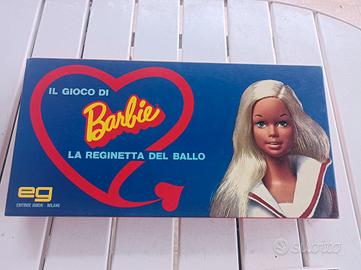 IL GIOCO DI
Barbie
LA REGINETTA DEL BALLO
eg
EDITRICE GIOCHI - MILANO
subito